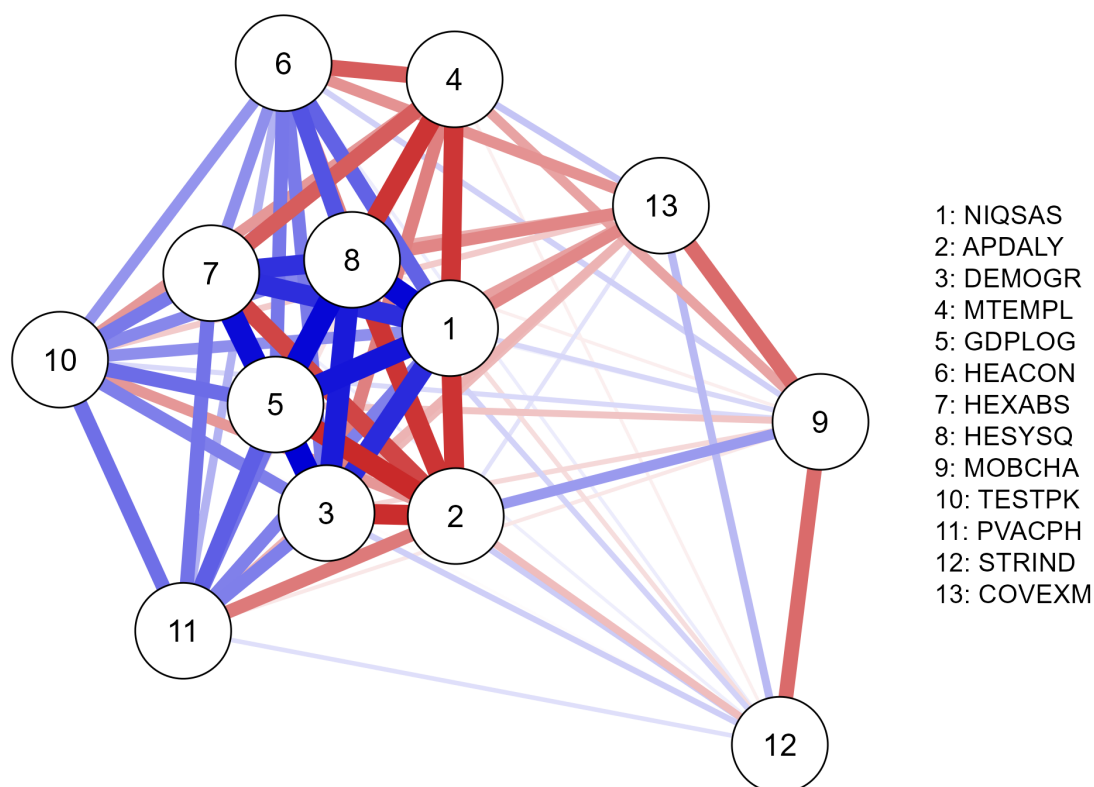 6
4
13
8
7
1
10
5
9
3
2
11
12
1: NIQSAS
2: APDALY
3: DEMOGR
4: MTEMPL
5: GDPLOG
6: HEACON
7: HEXABS
8: HESYSQ
9: MOBCHA
10: TESTPK
11: PVACPH
12: STRIND
13: COVEXM